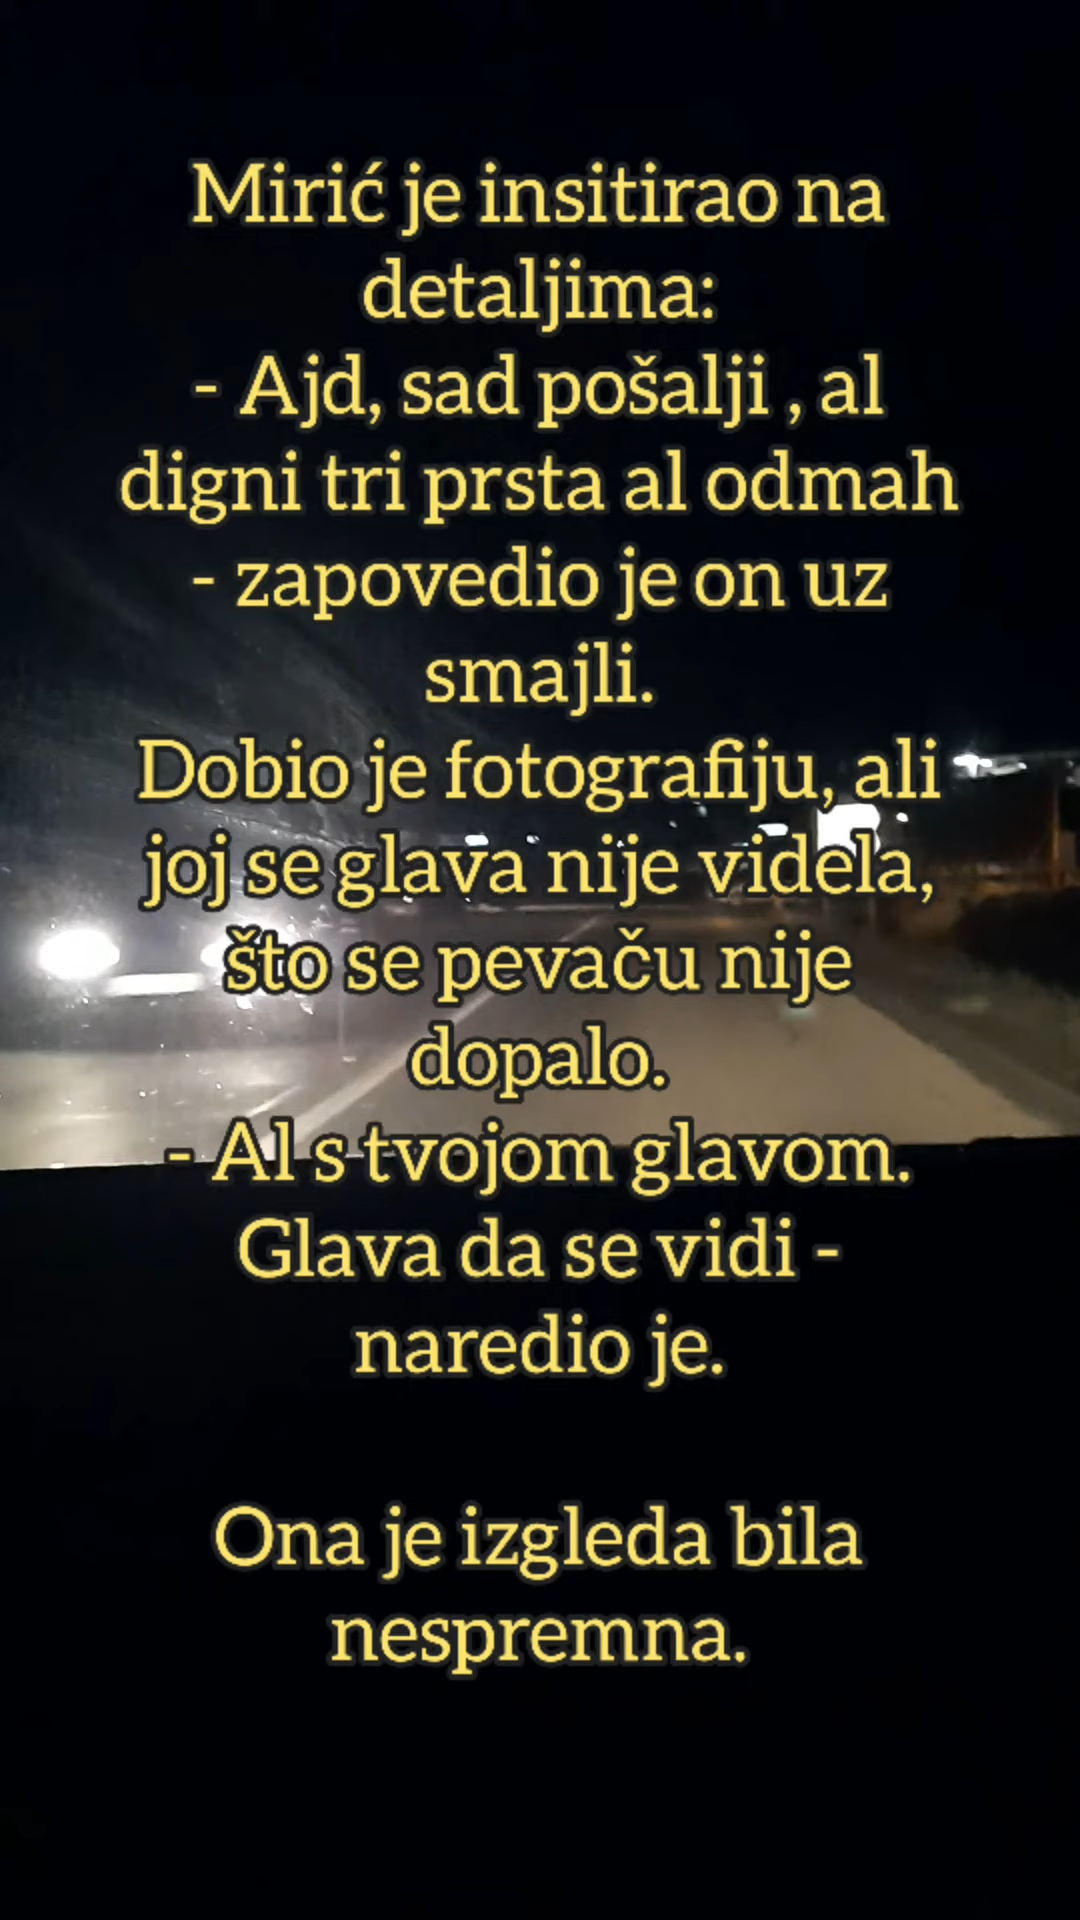 Mirić je insitirao na
detaljima:
- Ajd, sad pošalji , al
digni tri prsta al odmah
- zapovedio je on uz
smajli.
Dobio je fotografiju, ali
joj se glava nije videla,
što se pevaču nije
dopalo.
- Al s tvojom glavom.
Glava da se vidi -
naredio je.
Ona je izgleda bila
nespremna.